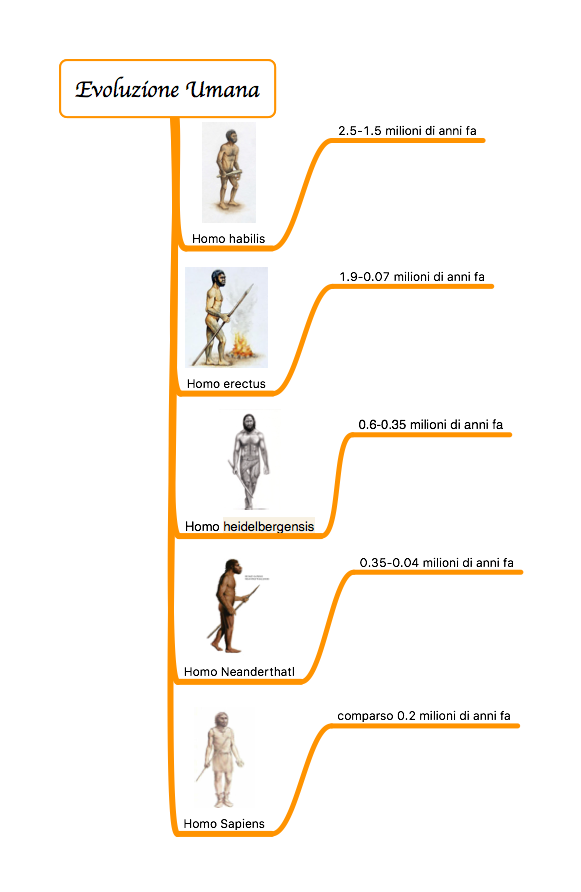 Evoluzione Umana
2.5-1.5 milioni di anni fa
Homo habilis
1.9-0.07 milioni di anni fa
Homo erectus
0.6-0.35 milioni di anni fa
Homo heidelbergensis
0.35-0.04 milioni di anni fa
Homo Neanderthatl
comparso 0.2 milioni di anni fa
Homo Sapiens